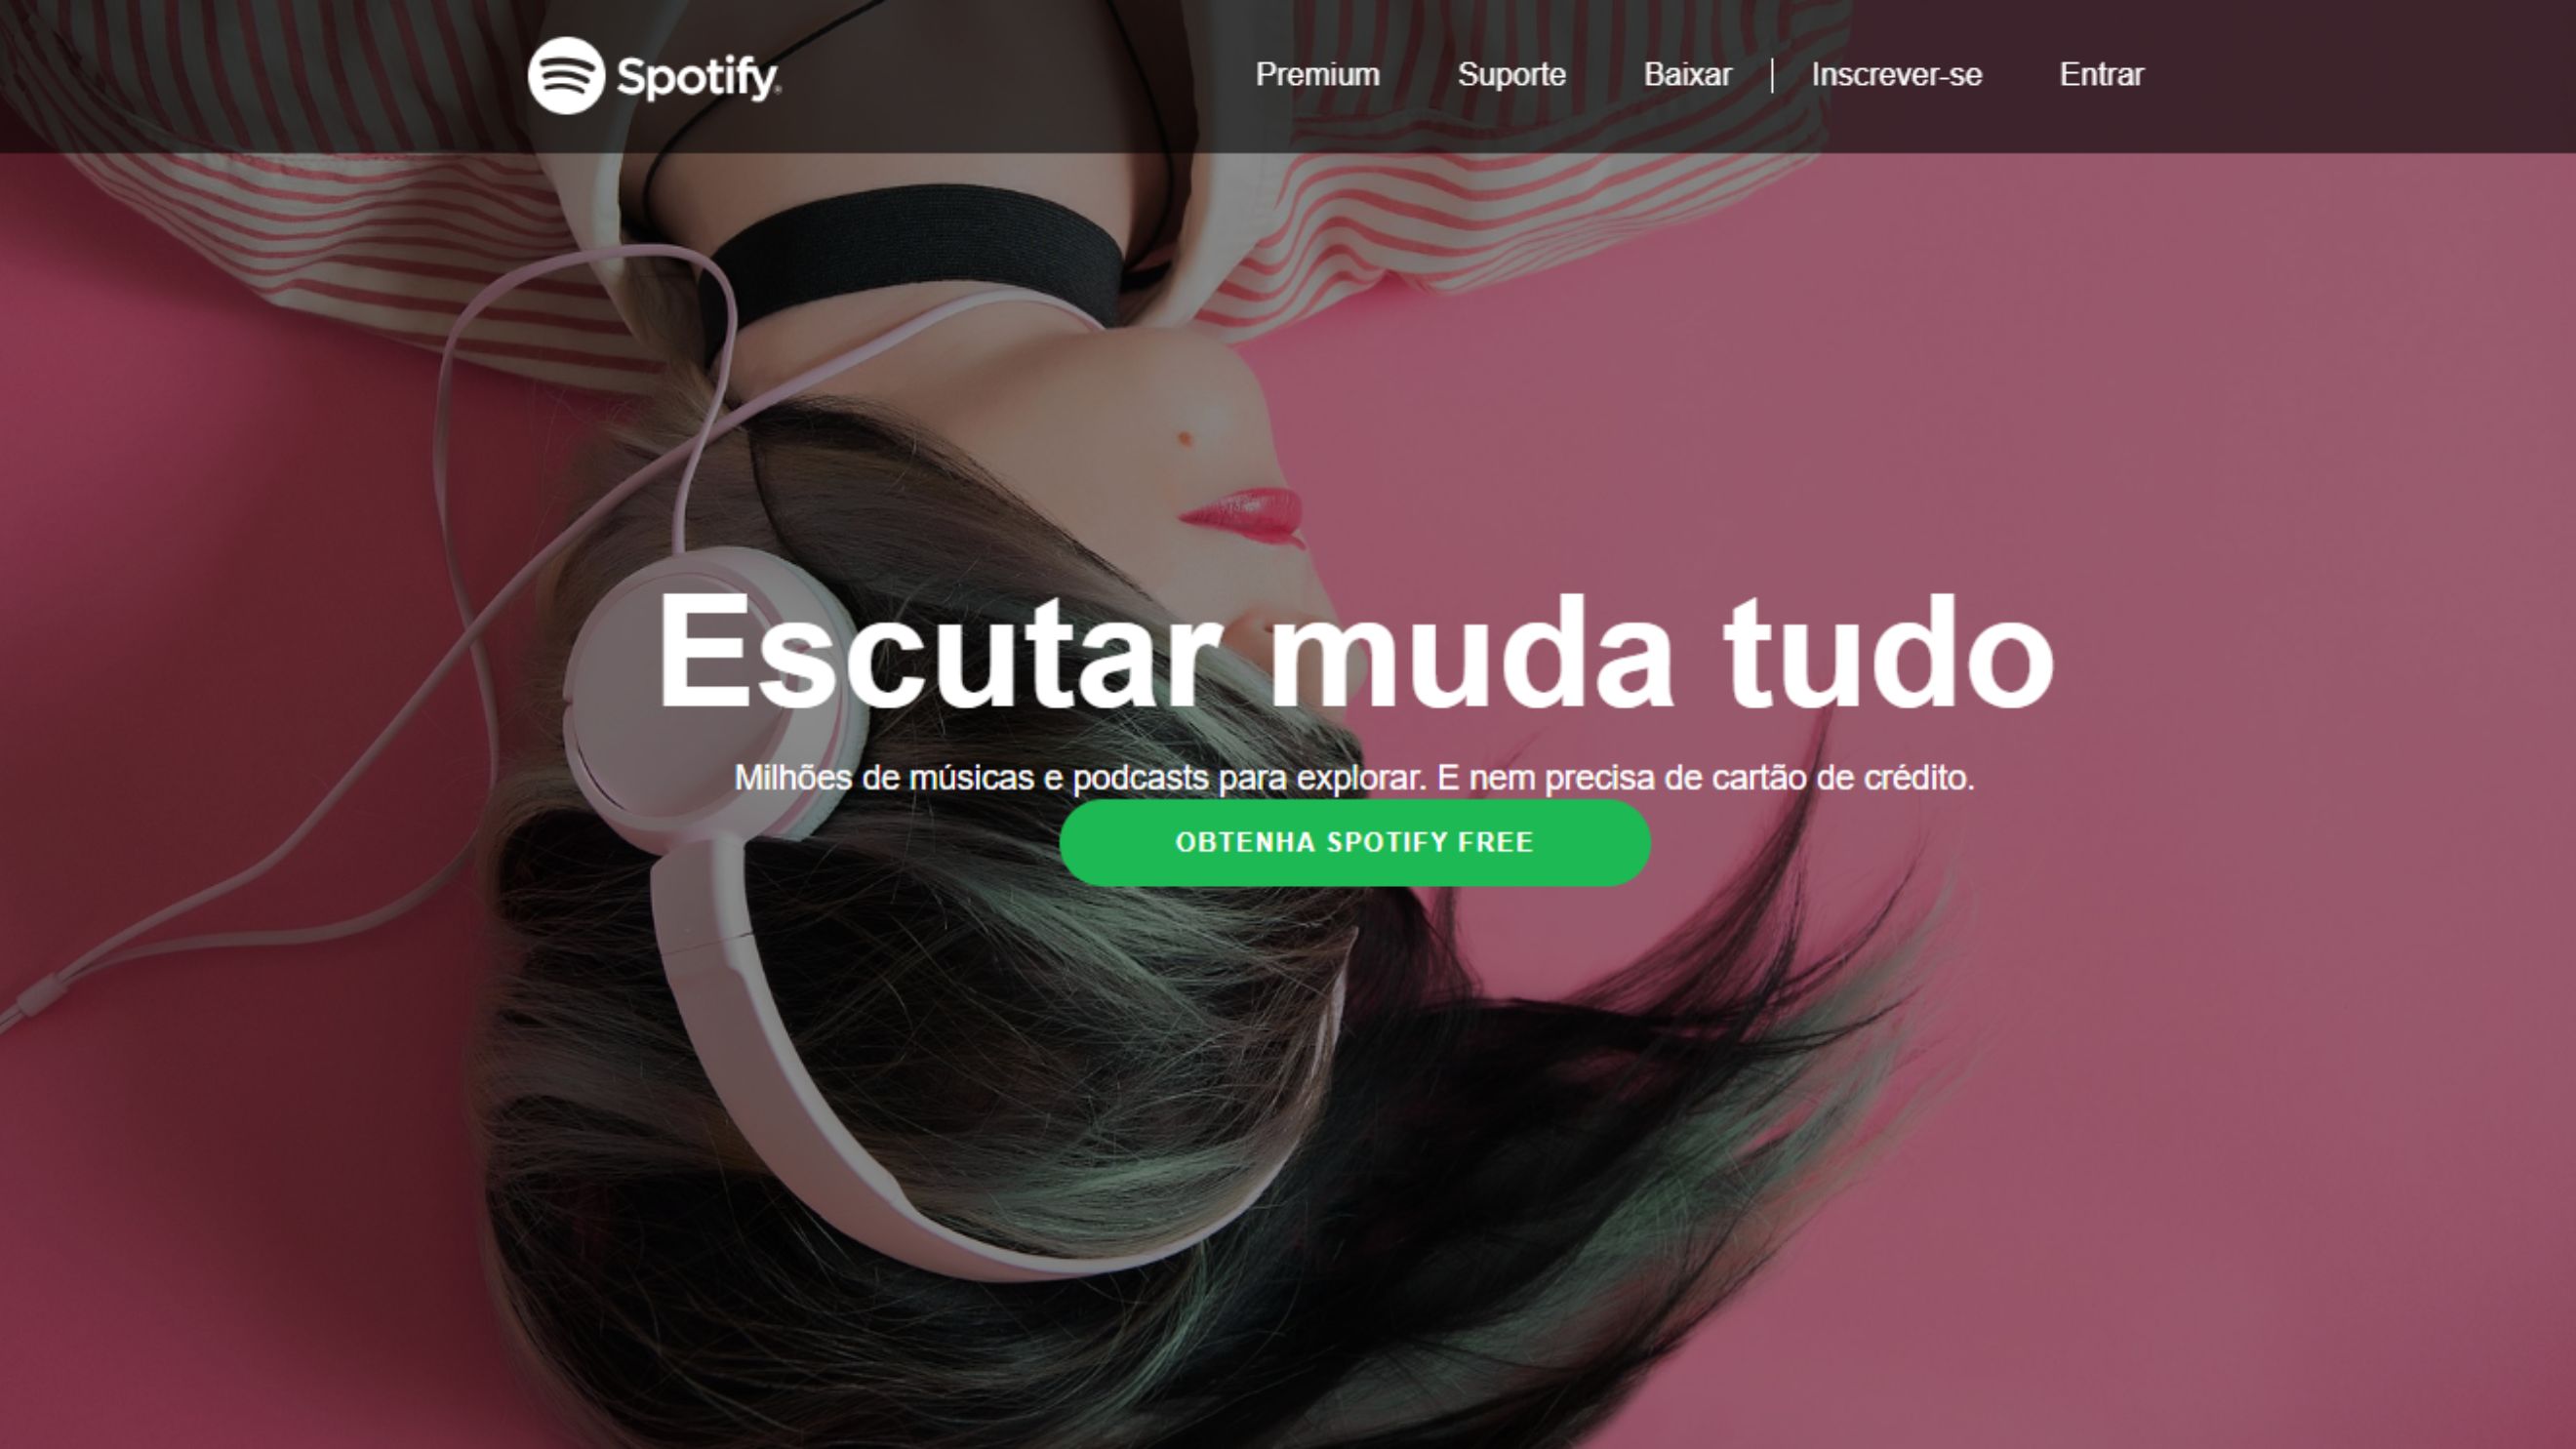 Spotify
Premium Suporte Baixar | Inscrever-se Entrar
Escutar muda tudo
Milhões de músicas e podcasts para explorar. E nem precisa de cartão de crédito.
OBTENHA SPOTIFY FREE